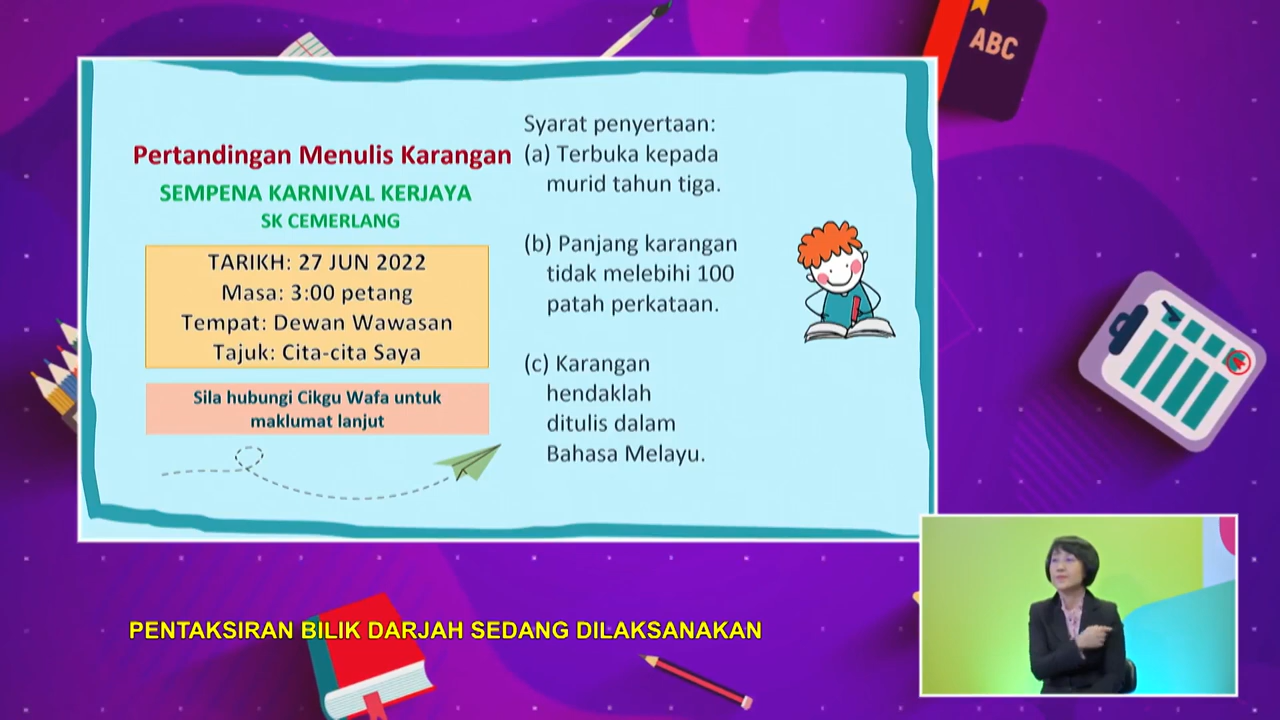 ABC
Pertandingan Menulis Karangan
SEMPENA KARNIVAL KERJAYA
SK CEMERLANG
TARIKH: 27 JUN 2022
Masa: 3:00 petang
Tempat: Dewan Wawasan
Tajuk: Cita-cita Saya
Sila hubungi Cikgu Wafa untuk
maklumat lanjut
Syarat penyertaan:
(a) Terbuka kepada
murid tahun tiga.
(b) Panjang karangan
tidak melebihi 100
patah perkataan.
(c) Karangan
hendaklah
ditulis dalam
Bahasa Melayu.
PENTAKSIRAN BILIK DARJAH SEDANG DILAKSANAKAN